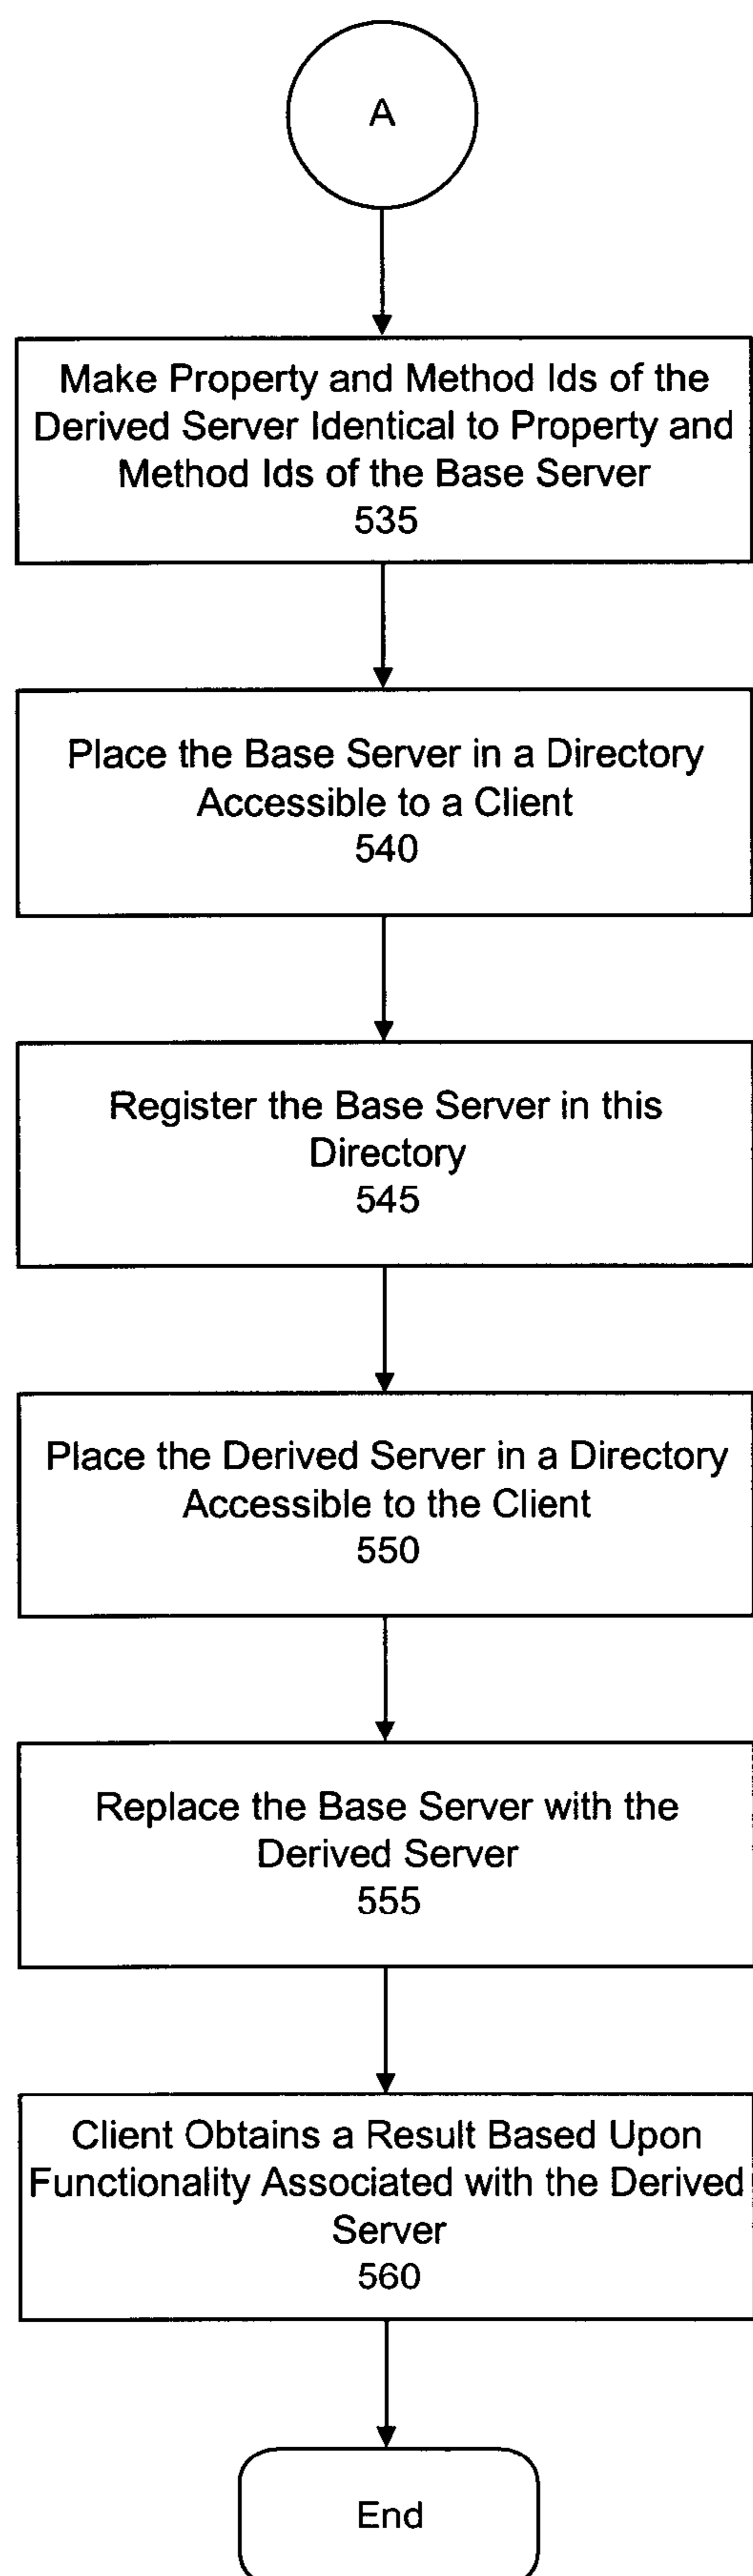 A
Make Property and Method Ids of the
Derived Server Identical to Property and
Method Ids of the Base Server
535
Place the Base Server in a Directory
Accessible to a Client
540
Register the Base Server in this
Directory
545
Place the Derived Server in a Directory
Accessible to the Client
550
Replace the Base Server with the
Derived Server
555
Client Obtains a Result Based Upon
Functionality Associated with the Derived
Server
560
End